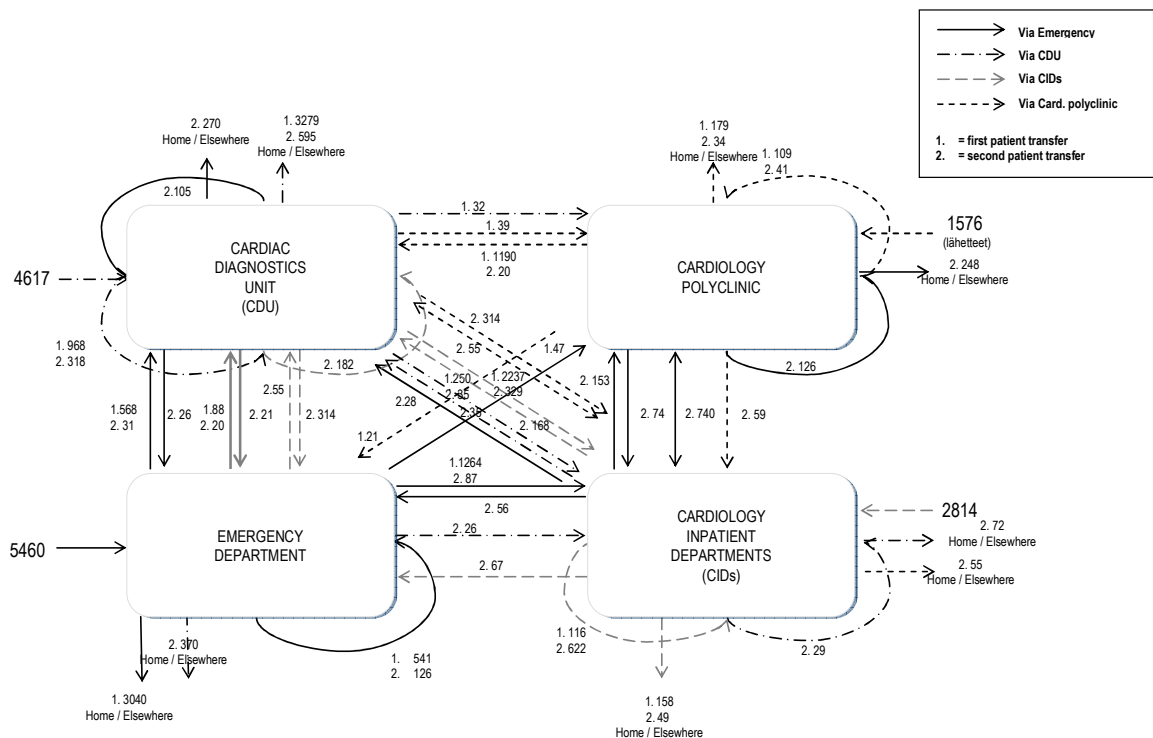 Via Emergency
Via CDU
Via CIDs
Via Card. polyclinic
1. = first patient transfer
2. = second patient transfer
2. 270
Home / Elsewhere
1. 3279
2. 595
Home / Elsewhere
1. 179
2. 34
Home / Elsewhere
1. 109
2. 41
2.105
1. 32
1. 39
1. 1190
2. 20
CARDIAC
DIAGNOSTICS
UNIT
(CDU)
CARDIOLOGY
POLYCLINIC
1576
(lähetteet)
2. 248
Home / Elsewhere
4617
1. 968
2. 318
2. 182
2. 314
2. 55
1.47
2. 126
1.568
2. 31
2. 26
1.88
2. 20
2. 21
2.55
2. 314
2. 28
1.250
2. 85
1.2237
2. 329
2.35
2. 168
2. 153
2. 74
2. 740
2. 59
1.21
1.1264
2. 87
2. 56
EMERGENCY
DEPARTMENT
5460
2. 26
2. 67
CARDIOLOGY
INPATIENT
DEPARTMENTS
(CIDs)
2814
2. 72
Home / Elsewhere
2. 55
Home / Elsewhere
2. 370
Home / Elsewhere
1. 3040
Home / Elsewhere
1. 541
2. 126
1. 116
2. 622
2. 29
1. 158
2. 49
Home / Elsewhere